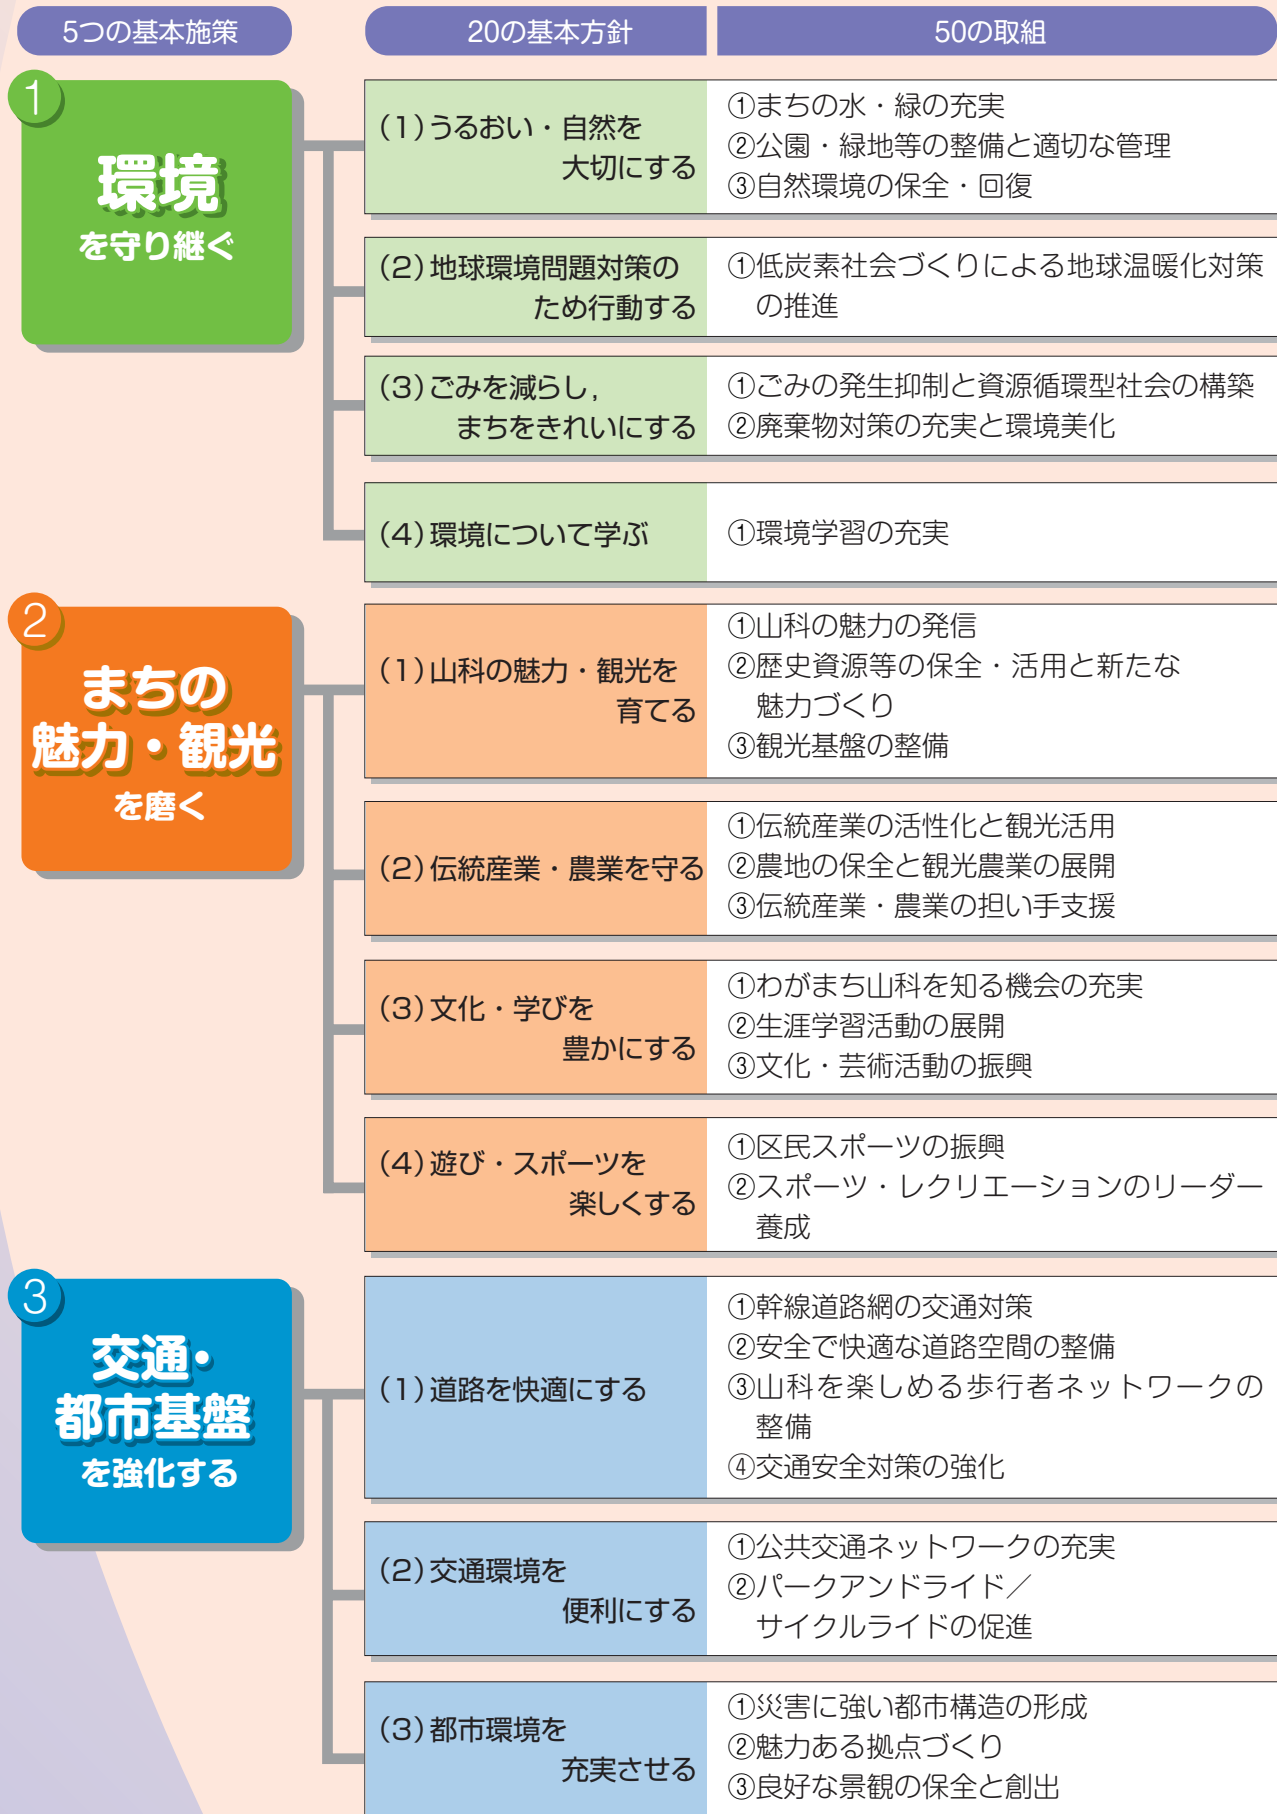 5つの基本施策
20の基本方針
50の取組
1
環境
を守り継ぐ
(1)うるおい・自然を
大切にする
①まちの水・緑の充実
②公園・緑地等の整備と適切な管理
③自然環境の保全・回復
(2)地球環境問題対策の
ため行動する
①低炭素社会づくりによる地球温暖化対策
の推進
(3)ごみを減らし,
まちをきれいにする
①ごみの発生抑制と資源循環型社会の構築
②廃棄物対策の充実と環境美化
(4)環境について学ぶ
①環境学習の充実
2
まちの
魅力・観光
を磨く
(1)山科の魅力・観光を
育てる
①山科の魅力の発信
②歴史資源等の保全・活用と新たな
魅力づくり
③観光基盤の整備
(2)伝統産業・農業を守る
①伝統産業の活性化と観光活用
②農地の保全と観光農業の展開
③伝統産業・農業の担い手支援
(3)文化・学びを
豊かにする
①わがまち山科を知る機会の充実
②生涯学習活動の展開
③文化・芸術活動の振興
(4)遊び・スポーツを
楽しくする
①区民スポーツの振興
②スポーツ・レクリエーションのリーダー
養成
3
交通・
都市基盤
を強化する
(1)道路を快適にする
①幹線道路網の交通対策
②安全で快適な道路空間の整備
③山科を楽しめる歩行者ネットワークの
整備
④交通安全対策の強化
(2)交通環境を
便利にする
①公共交通ネットワークの充実
②パークアンドライド／
サイクルライドの促進
(3)都市環境を
充実させる
①災害に強い都市構造の形成
②魅力ある拠点づくり
③良好な景観の保全と創出